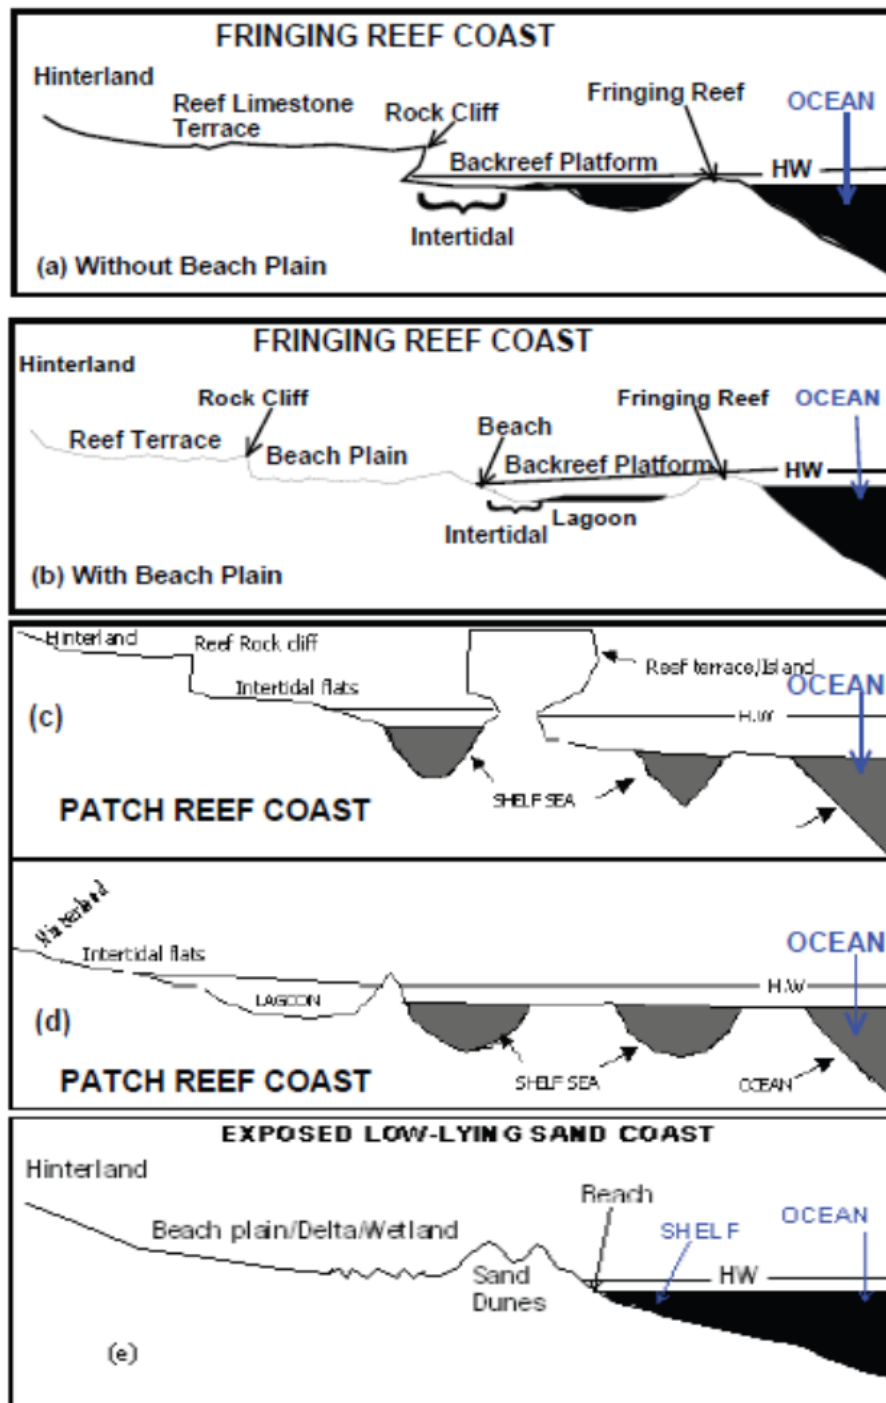 FRINGING REEF COAST
Hinterland
Reef Limestone
Terrace
Rock Cliff
Fringing Reef
OCEAN
Backreef Platform
HW
Intertidal
(a) Without Beach Plain
FRINGING REEF COAST
Hinterland
Rock Cliff
Fringing Reef
OCEAN
Reef Terrace
Beach Plain
Beach
Backreef Platform
HW
Lagoon
Intertidal
(b) With Beach Plain
Hinterland
Reef Rock cliff
Reef terrace/Island
OCEAN
Intertidal flats
(c)
H.W
SHELF SEA
PATCH REEF COAST
Hinterland
Intertidal flats
OCEAN
LAGOON
H.W
(d)
SHELF SEA
OCEAN
PATCH REEF COAST
EXPOSED LOW-LYING SAND COAST
Hinterland
Beach
OCEAN
Beach plain/Delta/Wetland
SHELF
Sand
Dunes
HW
(e)